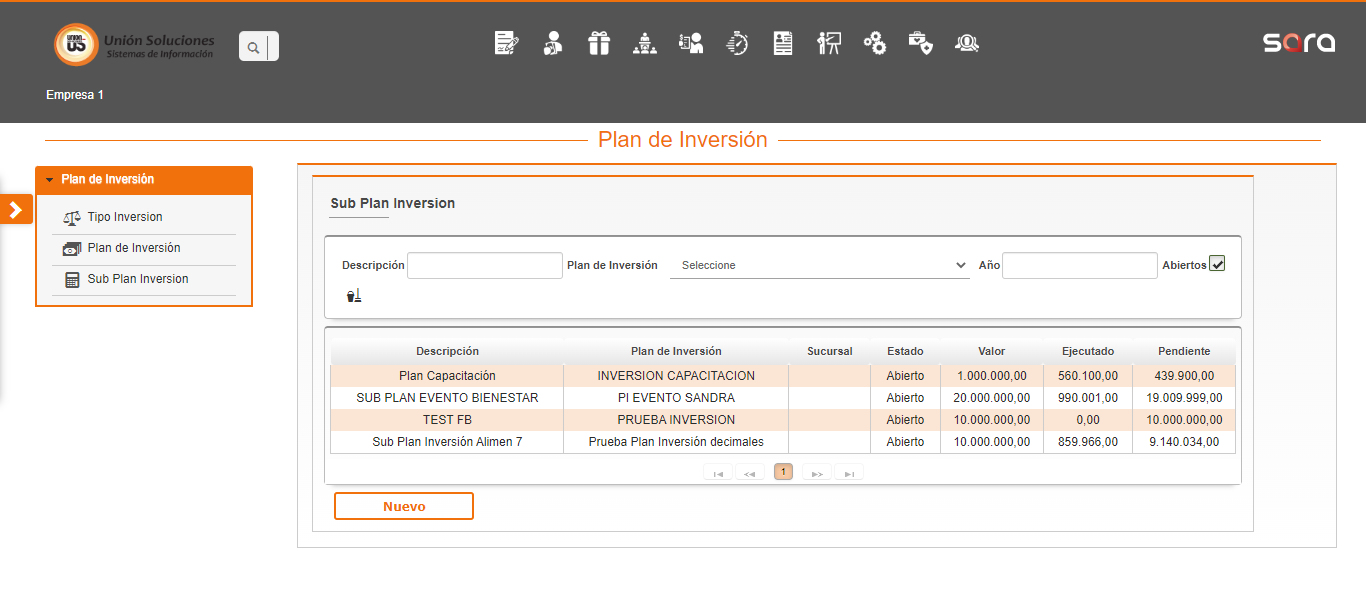 UNION
US
Unión Soluciones
Sistemas de Información
sara
Empresa 1
Plan de Inversión
Plan de Inversión
Tipo Inversion
Plan de Inversión
Sub Plan Inversion
Sub Plan Inversion
Descripción Plan de Inversión Seleccione Año Abiertos
Descripción Plan de Inversión Sucursal Estado Valor Ejecutado Pendiente
Plan Capacitación INVERSION CAPACITACION Abierto 1.000.000,00 560.100,00 439.900,00
SUB PLAN EVENTO BIENESTAR PI EVENTO SANDRA Abierto 20.000.000,00 990.001,00 19.009.999,00
TEST FB PRUEBA INVERSION Abierto 10.000.000,00 0,00 10.000.000,00
Sub Plan Inversión Alimen 7 Prueba Plan Inversión decimales Abierto 10.000.000,00 859.966,00 9.140.034,00
1
Nuevo